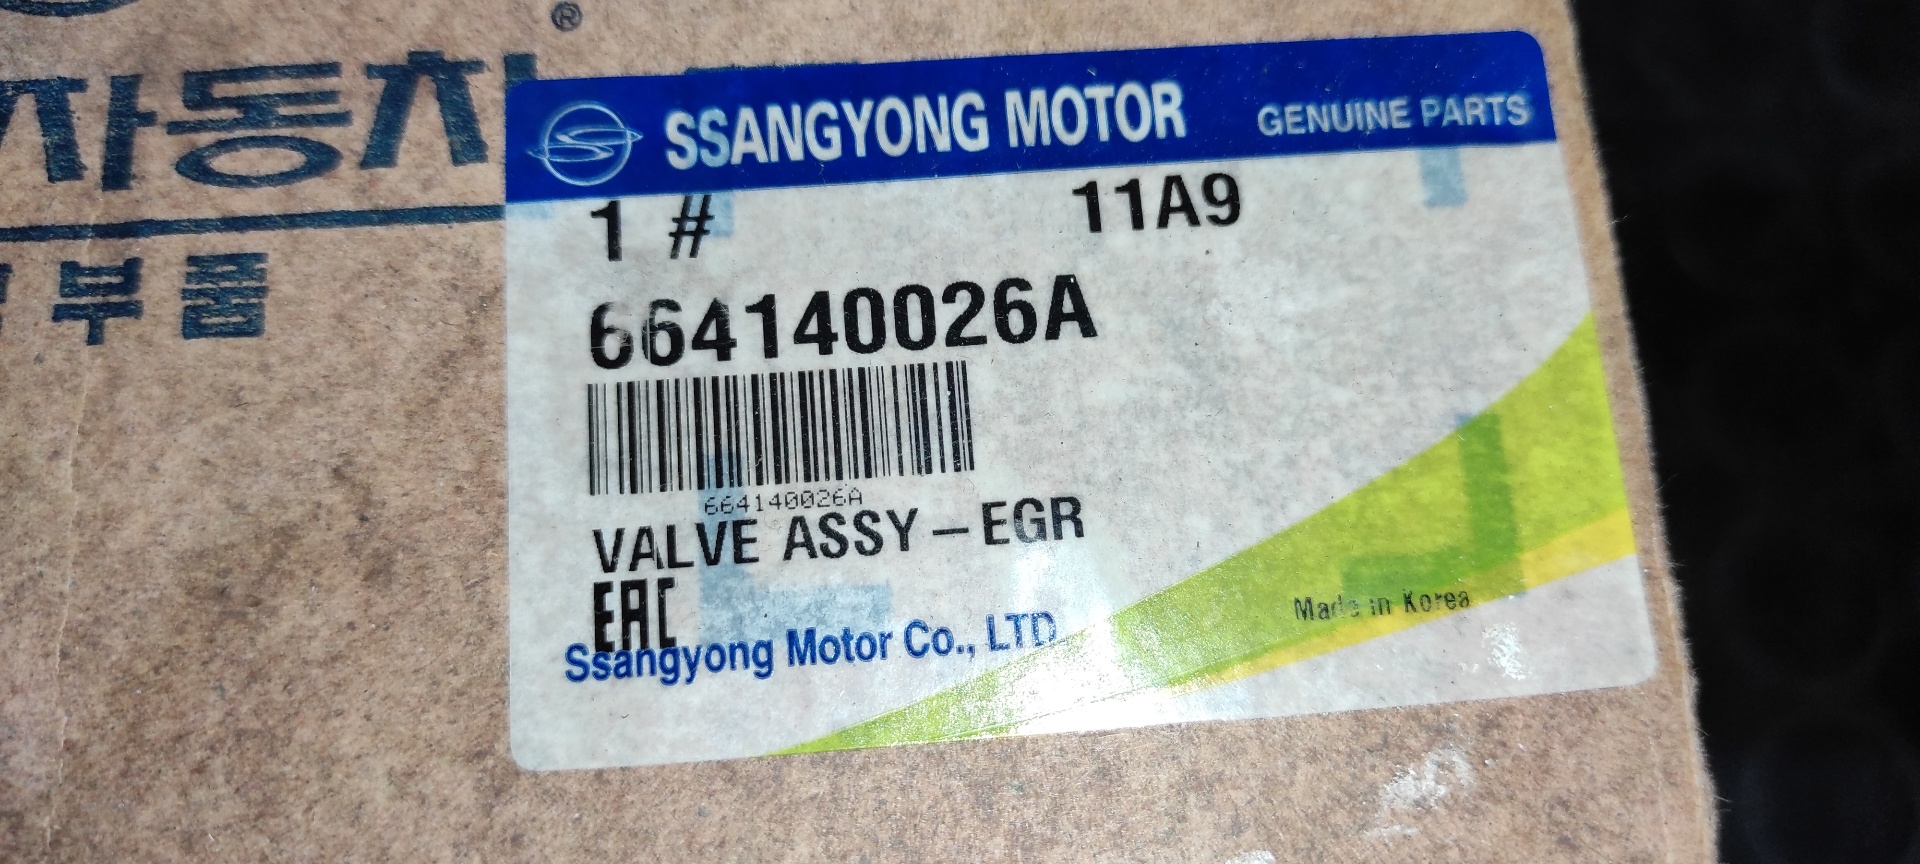 ®
자동차
부품
SSANGYONG MOTOR GENUINE PARTS
1 # 11A9
664140026A
664140026A
VALVE ASSY-EGR
EAC
Ssangyong Motor Co., LTD.
Made in Korea